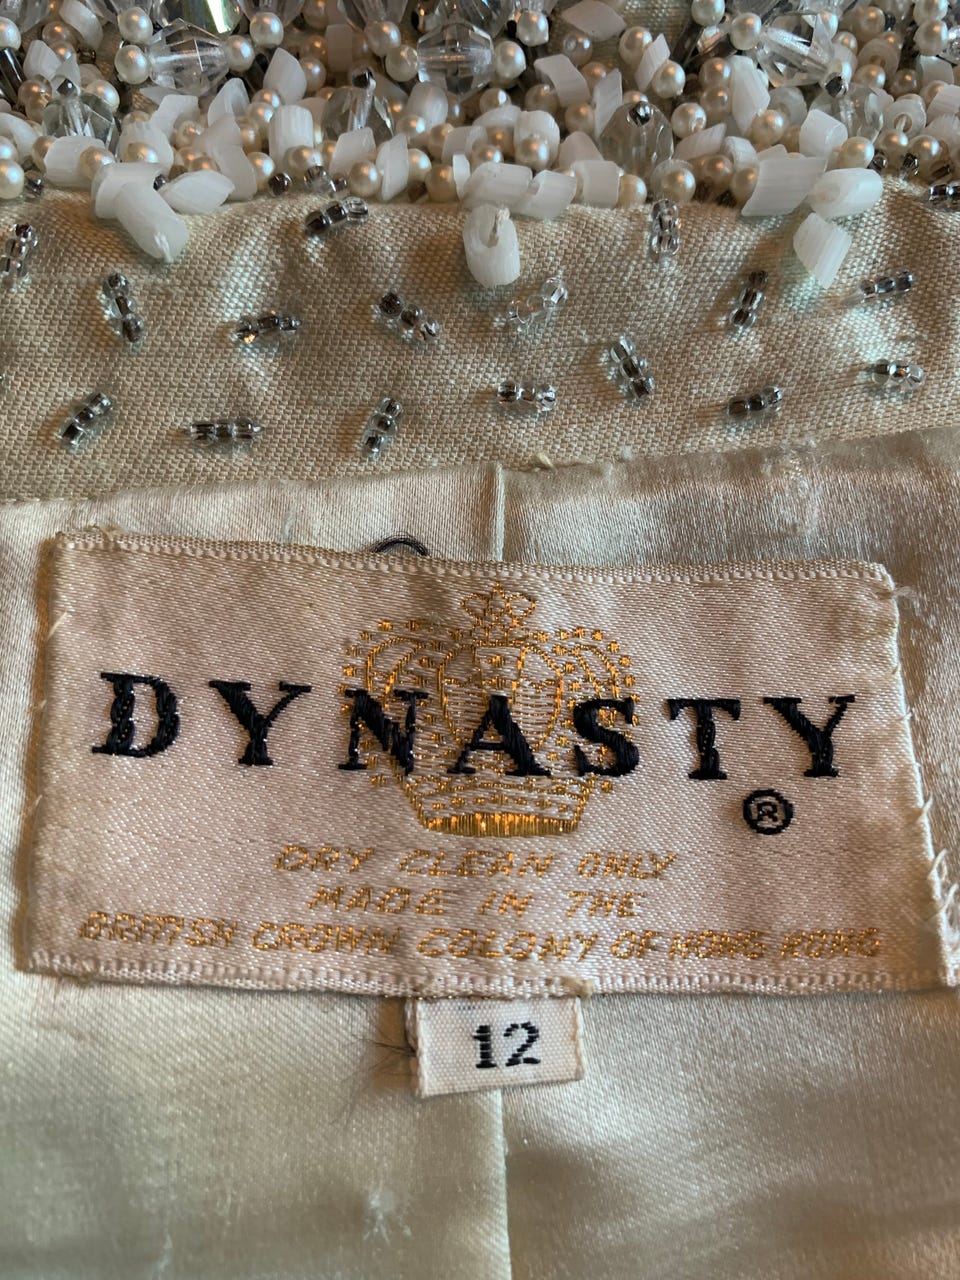 DYNASTY
®
DRY CLEAN ONLY
MADE IN THE
BRITISH CROWN COLONY OF HONG KONG
12